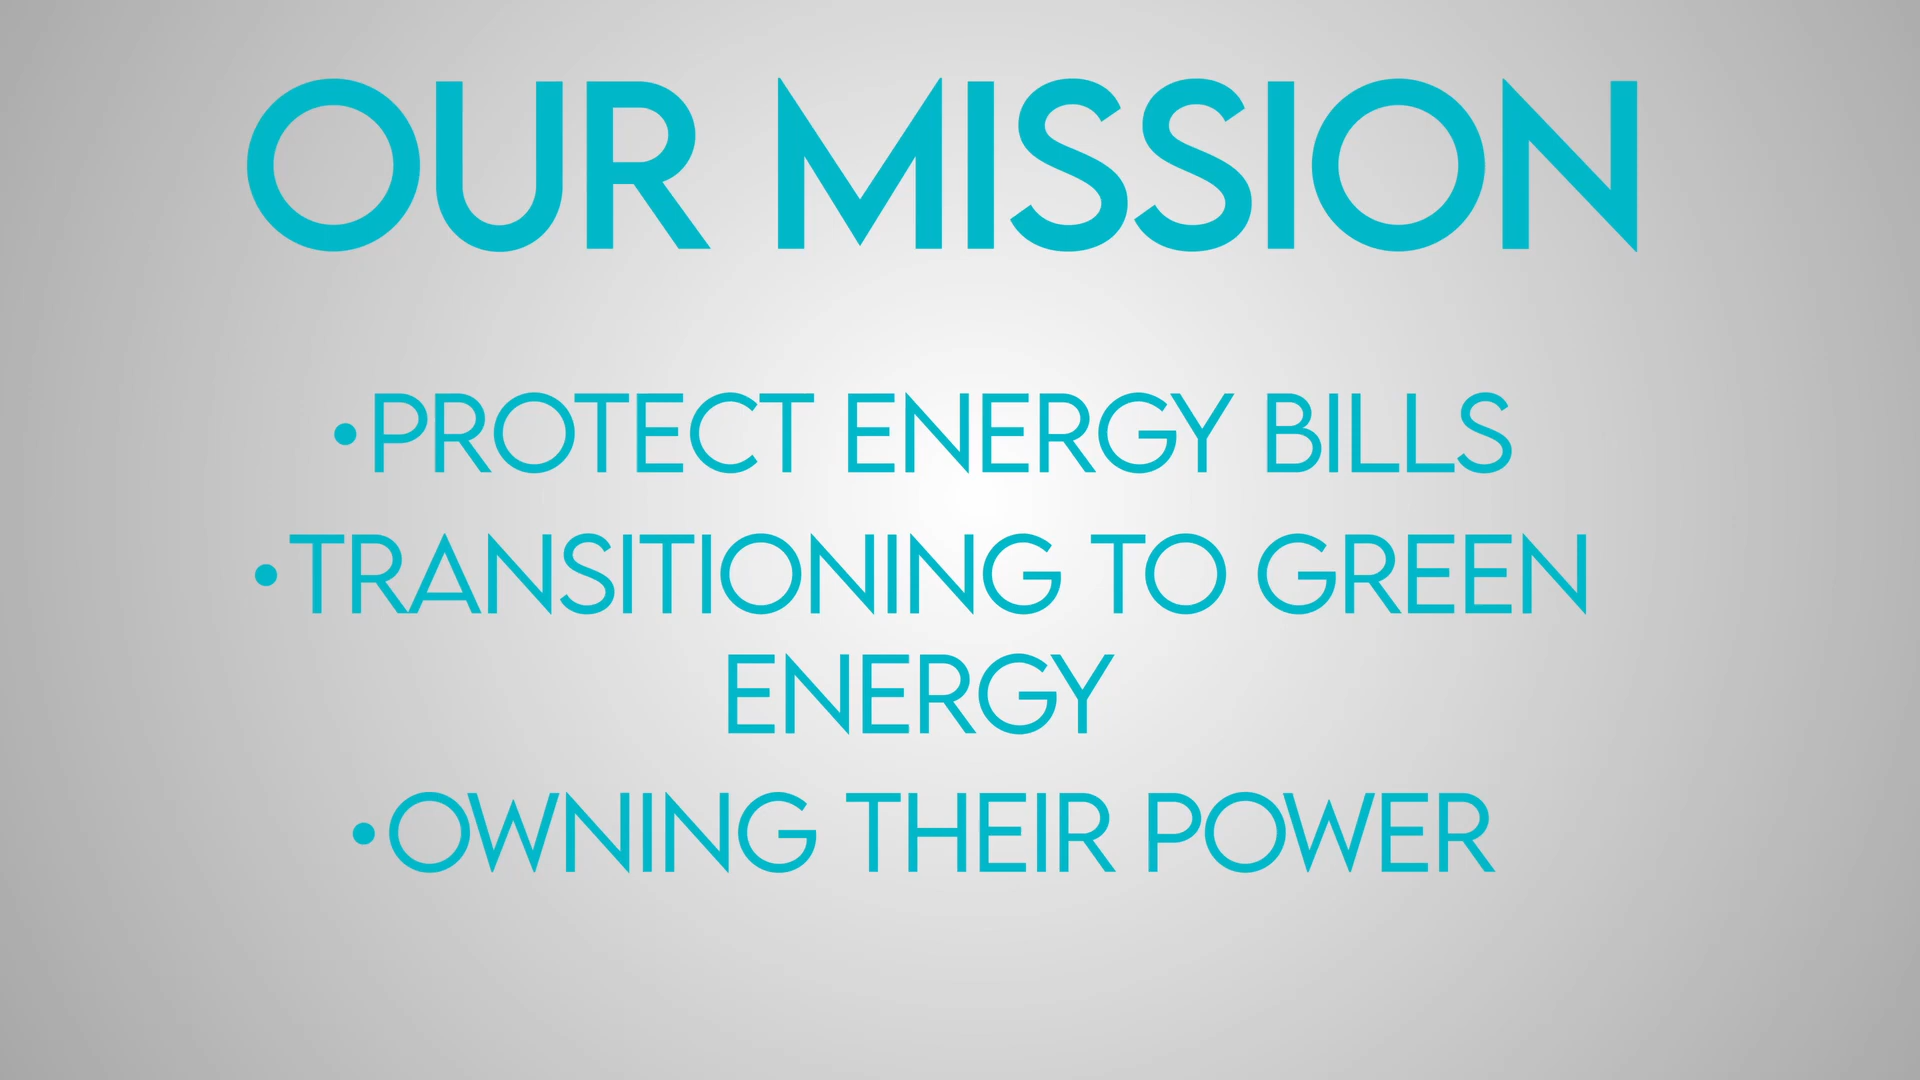 OUR MISSION
•PROTECT ENERGY BILLS
•TRANSITIONING TO GREEN
ENERGY
•OWNING THEIR POWER